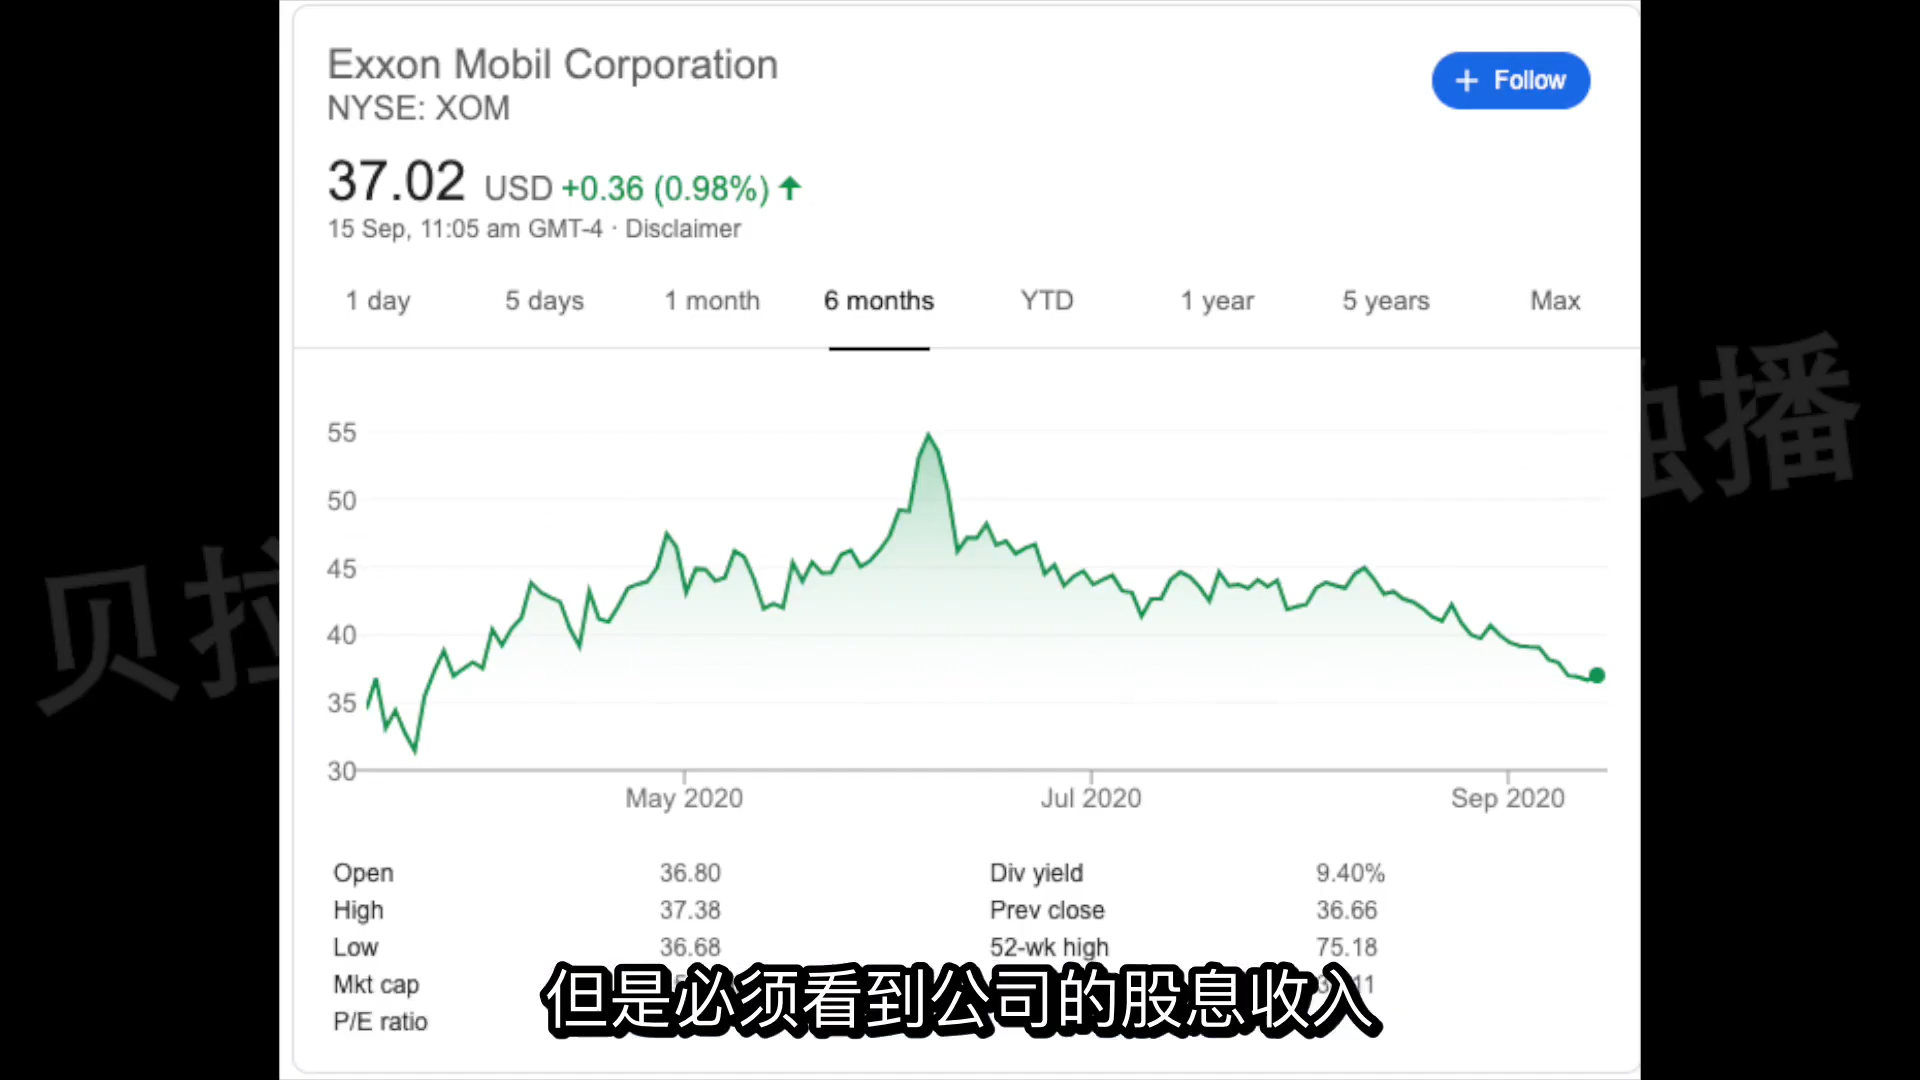 Exxon Mobil Corporation
NYSE: XOM
+ Follow
37.02 USD +0.36 (0.98%)
15 Sep, 11:05 am GMT-4 · Disclaimer
1 day 5 days 1 month 6 months YTD 1 year 5 years Max
55
50
45
40
35
30
May 2020 Jul 2020 Sep 2020
Open 36.80 Div yield 9.40%
High 37.38 Prev close 36.66
Low 36.68 52-wk high 75.18
Mkt cap
P/E ratio
但是必须看到公司的股息收入
贝拉
播